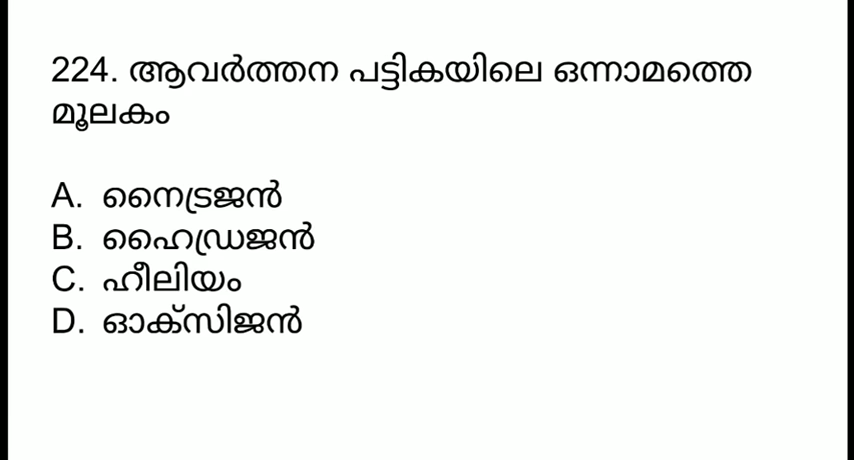 224. ആവർത്തന പട്ടികയിലെ ഒന്നാമത്തെ
മൂലകം
A. നൈട്രജൻ
B. ഹൈഡ്രജൻ
C. ഹീലിയം
D. ഓക്സിജൻ